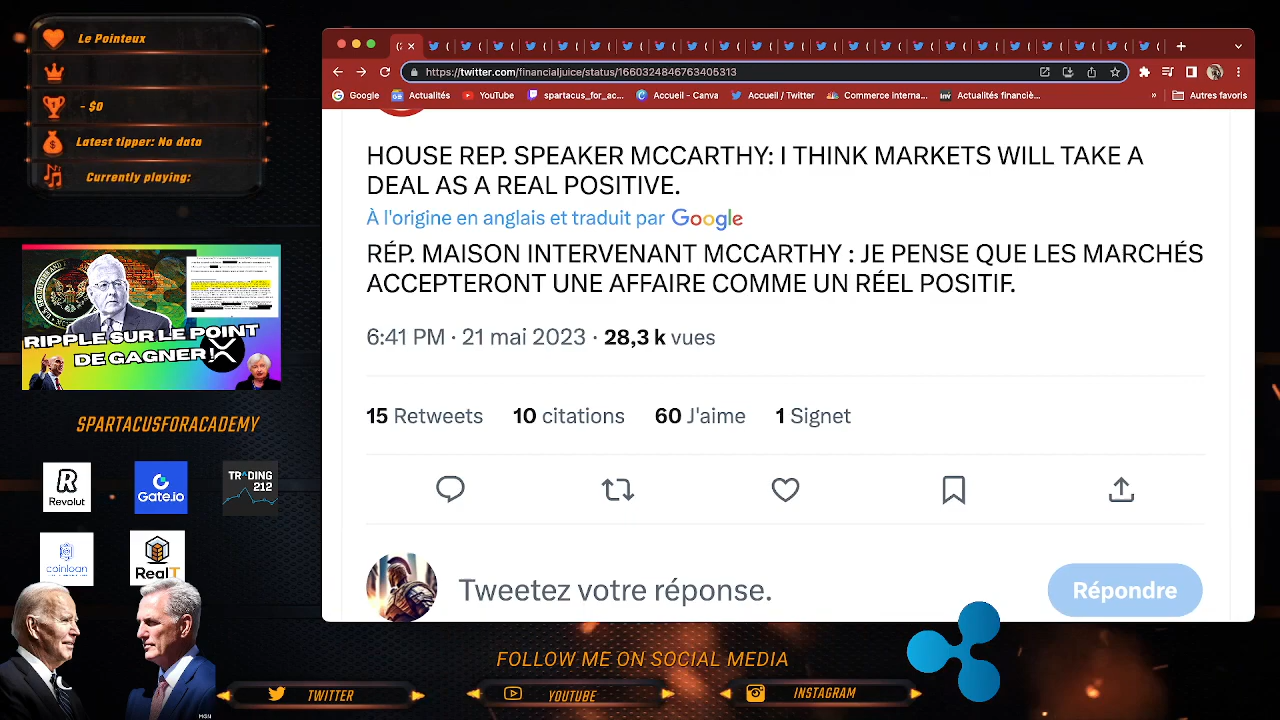 Le Pointeux
- $0
Latest tipper: No data
Currently playing:
RIPPLE SUR LE POINT
DE GAGNER !
SPARTACUSFORACADEMY
R
Revolut
Gate.io
TRADING
212
coinloan
RealT
MGN
https://twitter.com/financialjuice/status/1660324846763405313
Google
Actualités
YouTube
spartacus_for_ac...
Accueil - Canva
Accueil / Twitter
Commerce interna...
Actualités financiè...
»
Autres favoris
HOUSE REP. SPEAKER MCCARTHY: I THINK MARKETS WILL TAKE A
DEAL AS A REAL POSITIVE.
À l'origine en anglais et traduit par Google
RÉP. MAISON INTERVENANT MCCARTHY : JE PENSE QUE LES MARCHÉS
ACCEPTERONT UNE AFFAIRE COMME UN RÉEL POSITIF.
6:41 PM · 21 mai 2023 · 28,3 k vues
15 Retweets 10 citations 60 J'aime 1 Signet
Tweetez votre réponse.
Répondre
FOLLOW ME ON SOCIAL MEDIA
TWITTER
YOUTUBE
INSTAGRAM